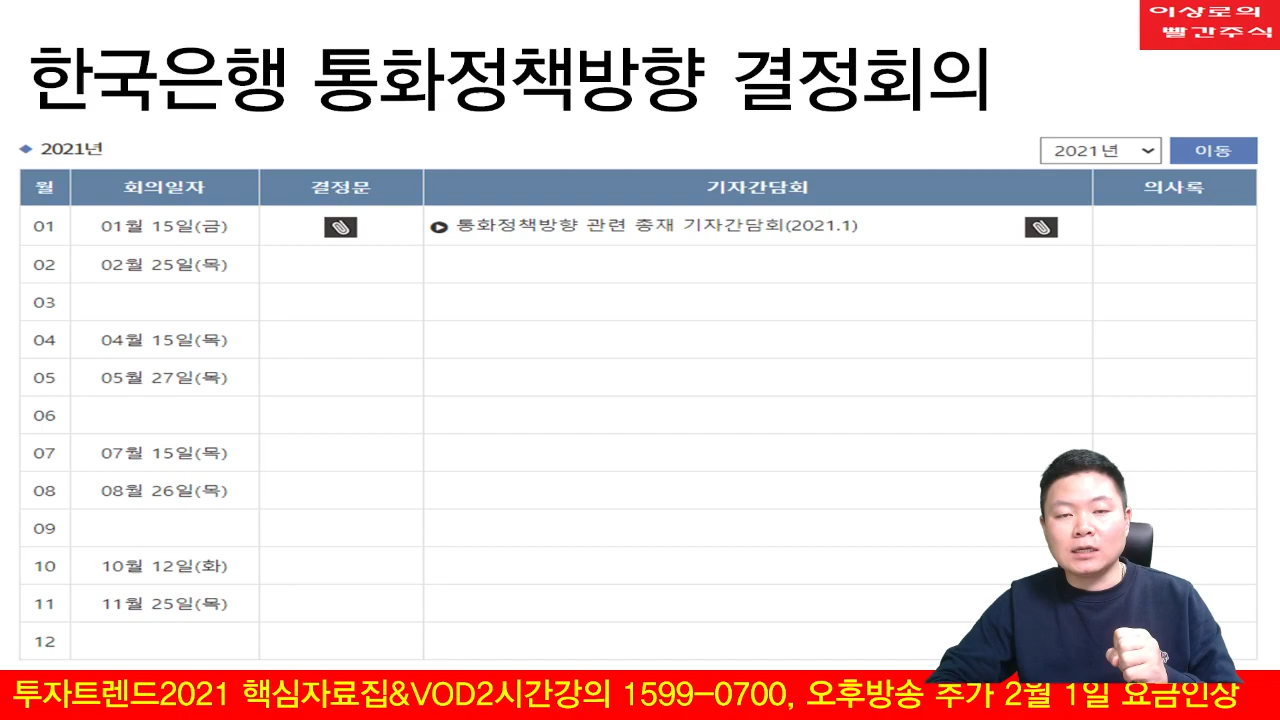 이상로의
빨간주식
한국은행 통화정책방향 결정회의
2021년
2021년 이동
월 회의일자 결정문 기자간담회 의사록
01 01월 15일(금) 통화정책방향 관련 총재 기자간담회(2021.1)
02 02월 25일(목)
03
04 04월 15일(목)
05 05월 27일(목)
06
07 07월 15일(목)
08 08월 26일(목)
09
10 10월 12일(화)
11 11월 25일(목)
12
투자트렌드2021 핵심자료집&VOD2시간강의 1599-0700, 오후방송 추가 2월 1일 요금인상